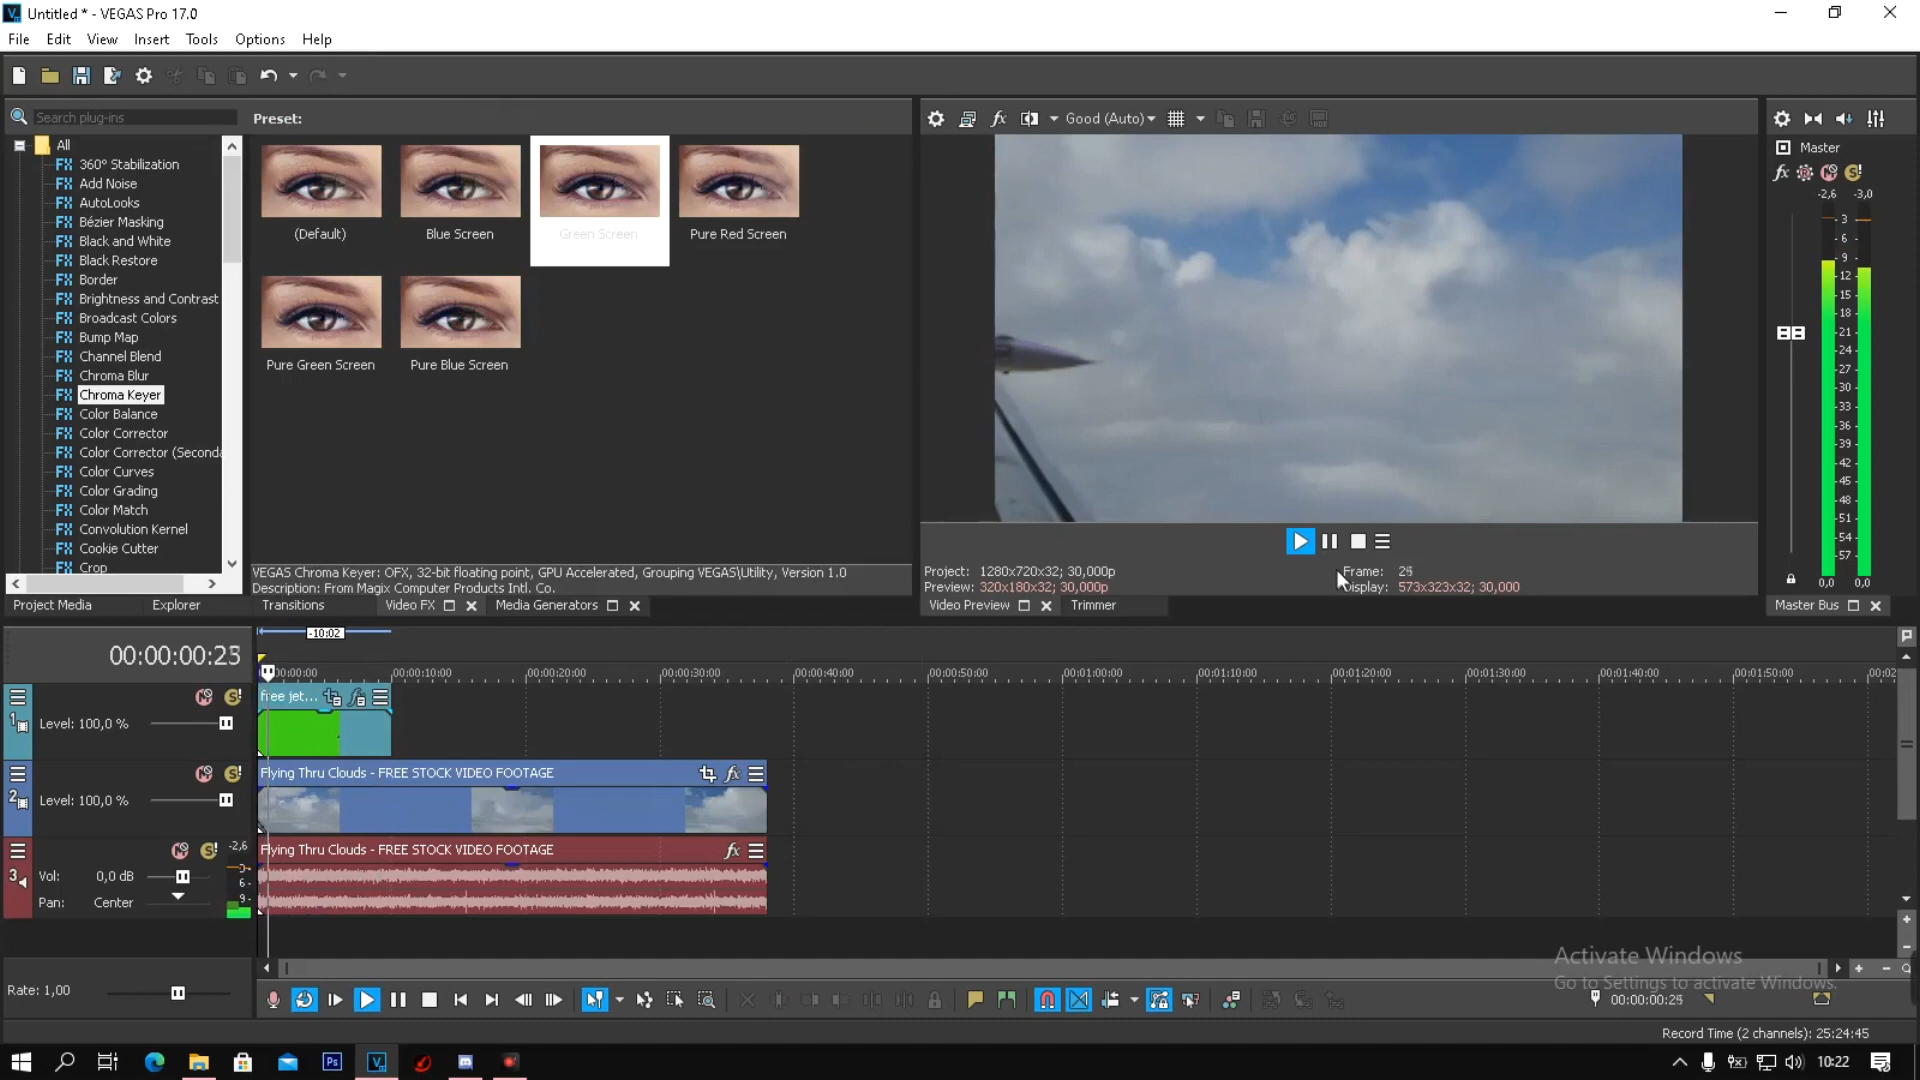 Untitled * - VEGAS Pro 17.0
File Edit View Insert Tools Options Help
Search plug-ins
Preset:
All
360° Stabilization
Add Noise
AutoLooks
Bézier Masking
Black and White
Black Restore
Border
Brightness and Contrast
Broadcast Colors
Bump Map
Channel Blend
Chroma Blur
Chroma Keyer
Color Balance
Color Corrector
Color Corrector (Seconda
Color Curves
Color Grading
Color Match
Convolution Kernel
Cookie Cutter
Crop
(Default) Blue Screen Green Screen Pure Red Screen
Pure Green Screen Pure Blue Screen
VEGAS Chroma Keyer: OFX, 32-bit floating point, GPU Accelerated, Grouping VEGAS\Utility, Version 1.0
Description: From Magix Computer Products Intl. Co.
Project Media Explorer Transitions Video FX Media Generators
Good (Auto)
Project: 1280x720x32; 30,000p
Preview: 320x180x32; 30,000p
Frame:
Display: 573x323x32; 30,000
Video Preview Trimmer
Master
-2,6 -3,0
3
6
9
12
15
18
21
24
27
30
33
36
39
42
45
48
51
54
57
0,0 0,0
Master Bus
-10:02
00:00:00:00 00:00:10:00 00:00:20:00 00:00:30:00 00:00:40:00 00:00:50:00 00:01:00:00 00:01:10:00 00:01:20:00 00:01:30:00 00:01:40:00 00:01:50:00 00:02
1
Level: 100,0 %
free jet...
2
Level: 100,0 %
Flying Thru Clouds - FREE STOCK VIDEO FOOTAGE
3
-2,6
Flying Thru Clouds - FREE STOCK VIDEO FOOTAGE
Vol: 0,0 dB
Pan: Center
3
6
9
Rate: 1,00
Activate Windows
Go to Settings to activate Windows.
Record Time (2 channels): 25:24:45
Ps
10:22